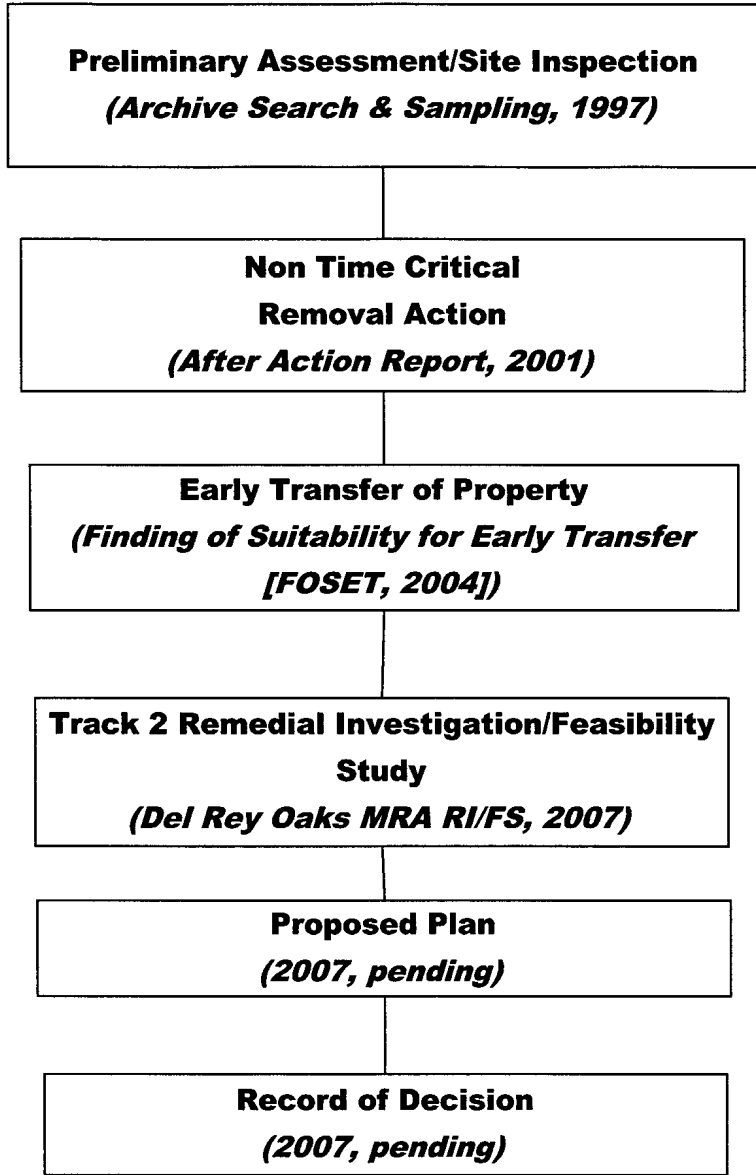 Preliminary Assessment/Site Inspection
(Archive Search & Sampling, 1997)
Non Time Critical
Removal Action
(After Action Report, 2001)
Early Transfer of Property
(Finding of Suitability for Early Transfer
[FOSET, 2004])
Track 2 Remedial Investigation/Feasibility
Study
(Del Rey Oaks MRA RI/FS, 2007)
Proposed Plan
(2007, pending)
Record of Decision
(2007, pending)